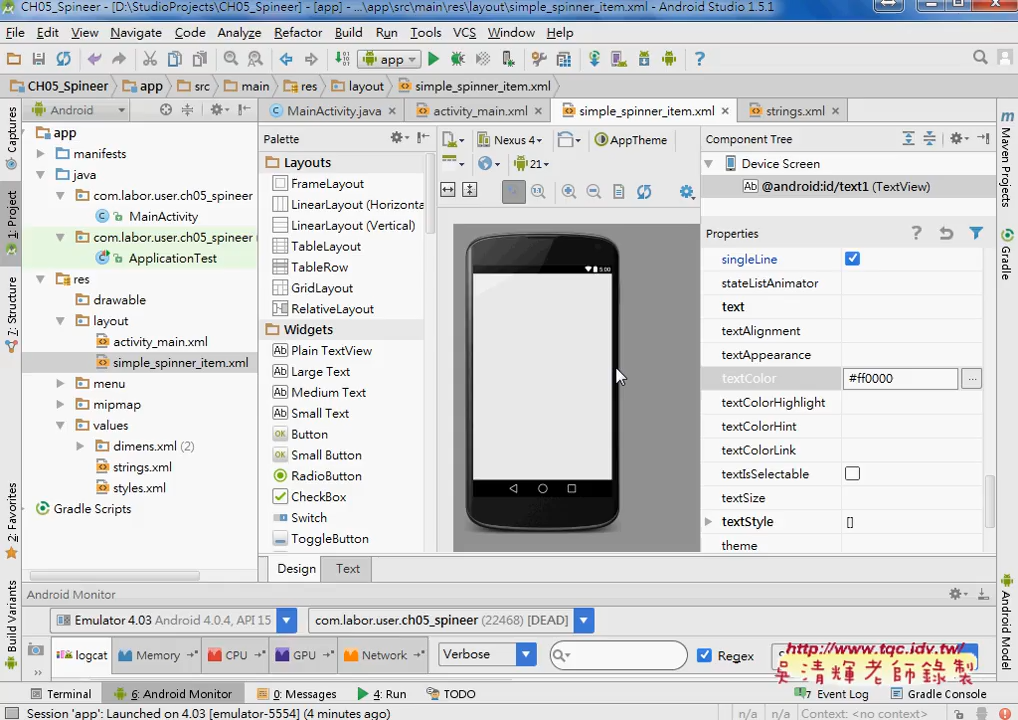 CH05_Spineer - [D:\StudioProjects\CH05_Spineer] - [app] - ...\app\src\main\res\layout\simple_spinner_item.xml - Android Studio 1.5.1
File Edit View Navigate Code Analyze Refactor Build Run Tools VCS Window Help
app
CH05_Spineer app src main res layout simple_spinner_item.xml
Android
MainActivity.java activity_main.xml simple_spinner_item.xml strings.xml
Captures
1: Project
7: Structure
2: Favorites
Build Variants
app
manifests
java
com.labor.user.ch05_spineer
MainActivity
com.labor.user.ch05_spineer
ApplicationTest
res
drawable
layout
activity_main.xml
simple_spinner_item.xml
menu
mipmap
values
dimens.xml (2)
strings.xml
styles.xml
Gradle Scripts
Palette
Layouts
FrameLayout
LinearLayout (Horizonta
LinearLayout (Vertical)
TableLayout
TableRow
GridLayout
RelativeLayout
Widgets
Ab Plain TextView
Ab Large Text
Ab Medium Text
Ab Small Text
OK Button
OK Small Button
RadioButton
CheckBox
Switch
ToggleButton
Nexus 4 AppTheme
21
5:00
Component Tree
Device Screen
Ab @android:id/text1 (TextView)
Properties
singleLine
stateListAnimator
text
textAlignment
textAppearance
textColor #ff0000 ...
textColorHighlight
textColorHint
textColorLink
textIsSelectable
textSize
textStyle []
theme
m Maven Projects
Gradle
Android Model
Design Text
Android Monitor
Emulator 4.03 Android 4.0.4, API 15 com.labor.user.ch05_spineer (22468) [DEAD]
logcat Memory CPU GPU Network Verbose Regex
http://www.tqc.idv.tw/
吳清輝老師錄製
Terminal 6: Android Monitor 0: Messages 4: Run TODO Event Log Gradle Console
Session 'app': Launched on 4.03 [emulator-5554] (4 minutes ago) n/a n/a Context: <no context>